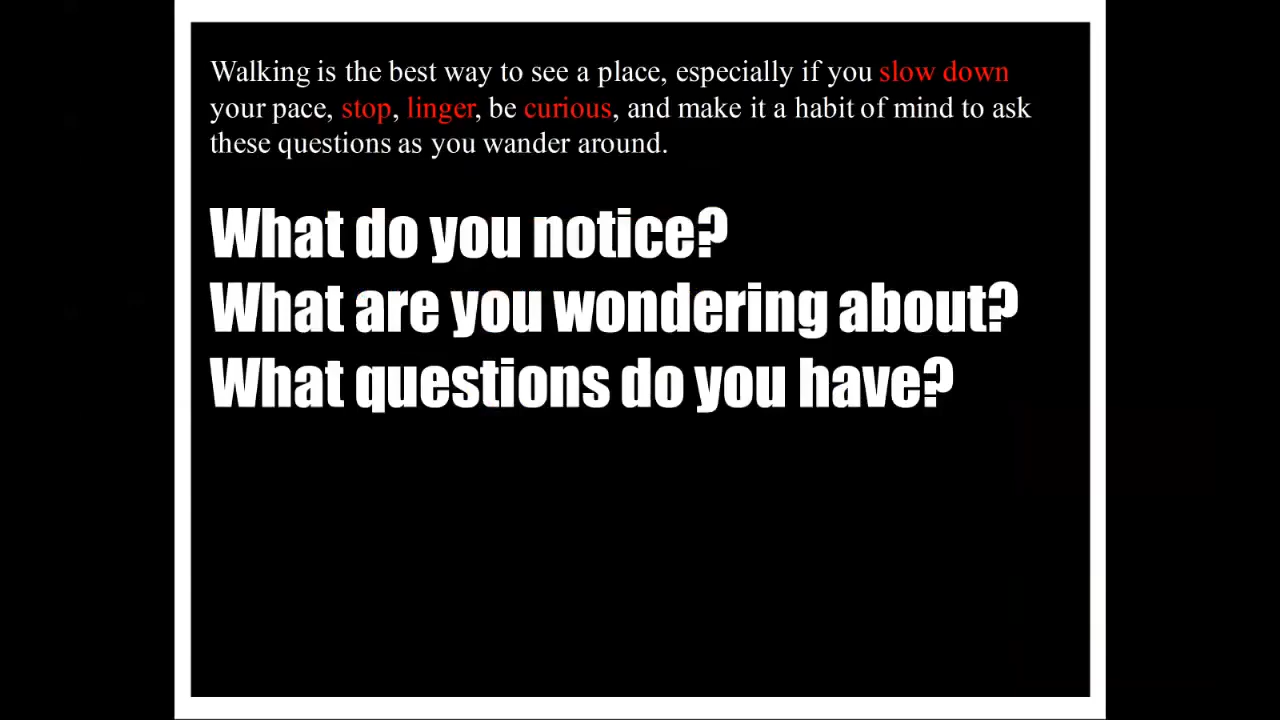 Walking is the best way to see a place, especially if you slow down
your pace, stop, linger, be curious, and make it a habit of mind to ask
these questions as you wander around.
What do you notice?
What are you wondering about?
What questions do you have?